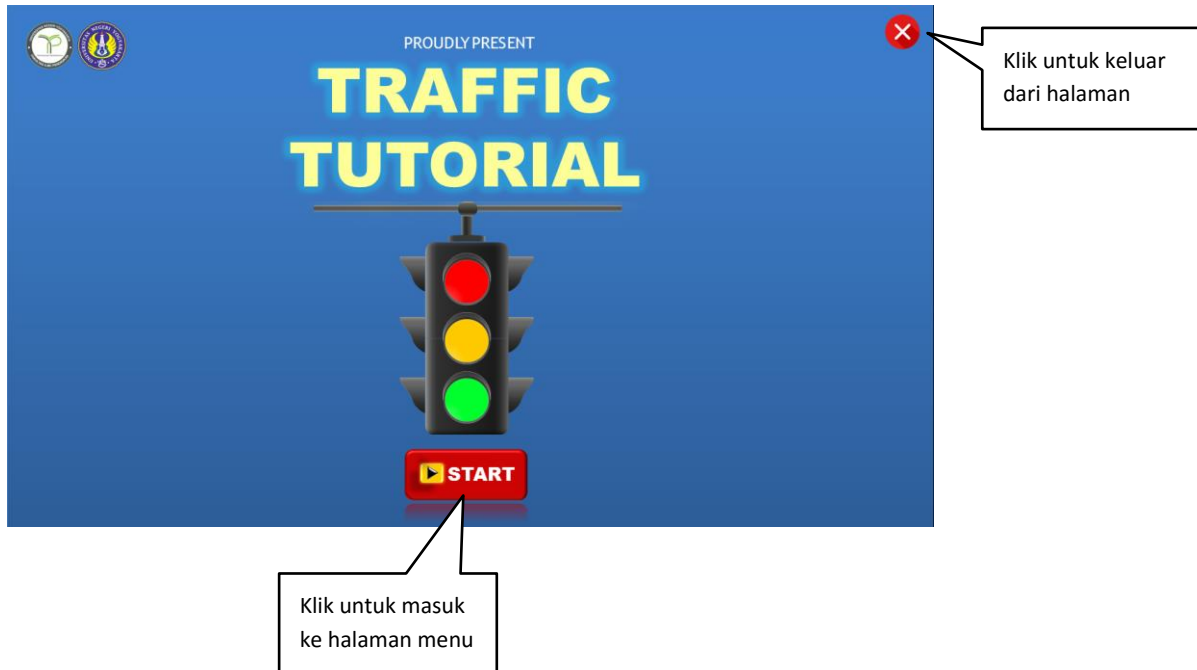 PROUDLY PRESENT
TRAFFIC
TUTORIAL
START
Klik untuk keluar
dari halaman
Klik untuk masuk
ke halaman menu